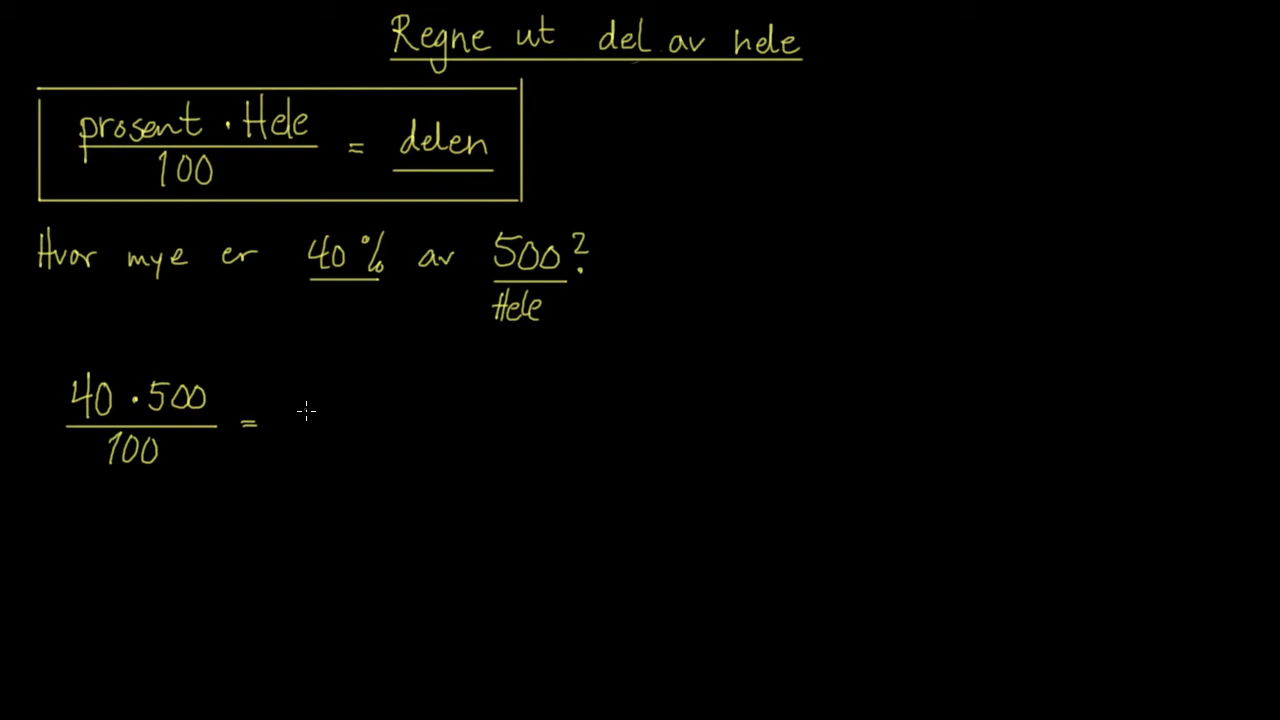 Regne ut del av hele
prosent · Hele
100
= delen
Hvor mye er 40% av 500?
Hele
40 · 500
100
=